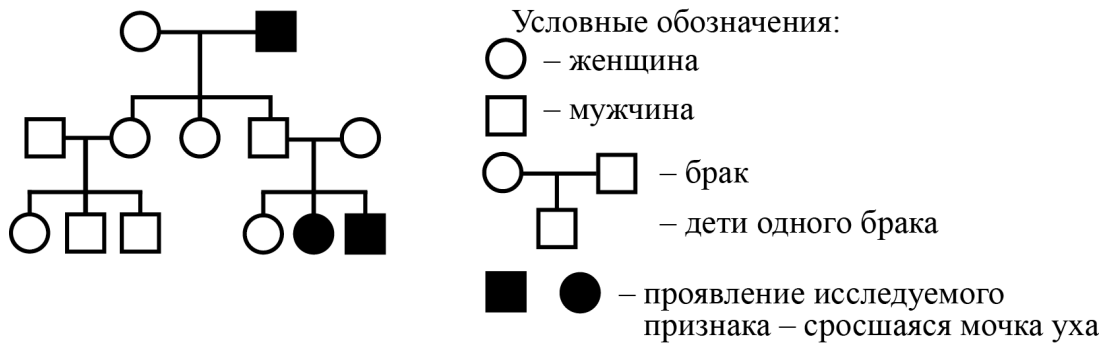 Условные обозначения:
– женщина
– мужчина
– брак
– дети одного брака
– проявление исследуемого
признака – сросшаяся мочка уха